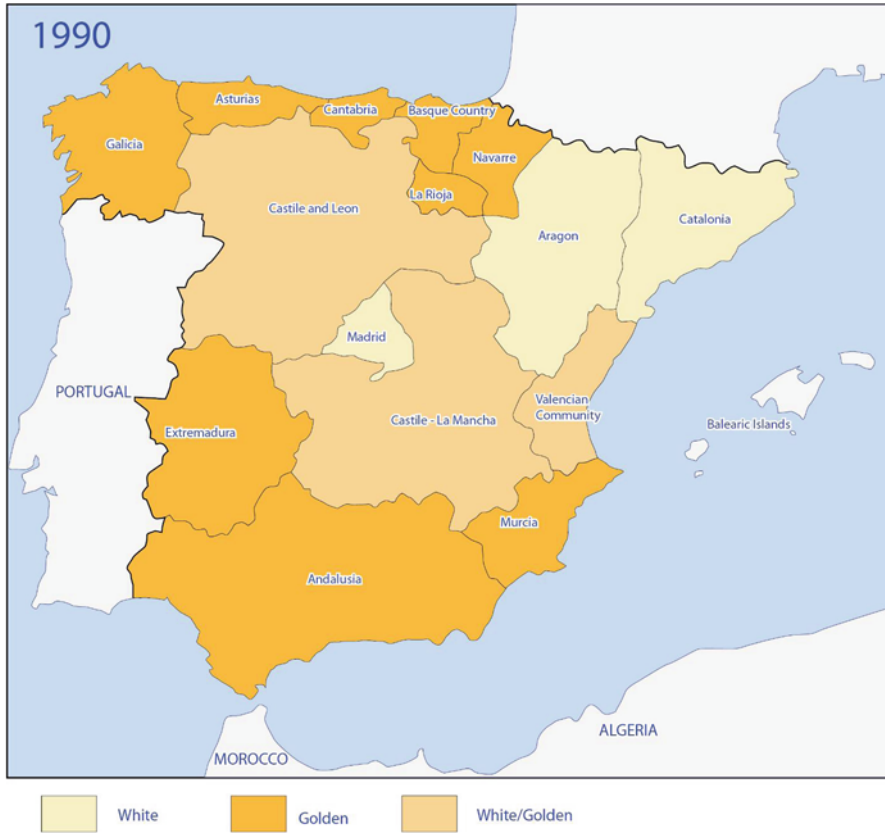 1990
Asturias
Cantabria
Basque Country
Galicia
Navarre
La Rioja
Castile and Leon
Catalonia
Aragon
Madrid
PORTUGAL
Valencian
Community
Castile - La Mancha
Balearic Islands
Extremadura
Murcia
Andalusia
ALGERIA
MOROCCO
White
Golden
White/Golden